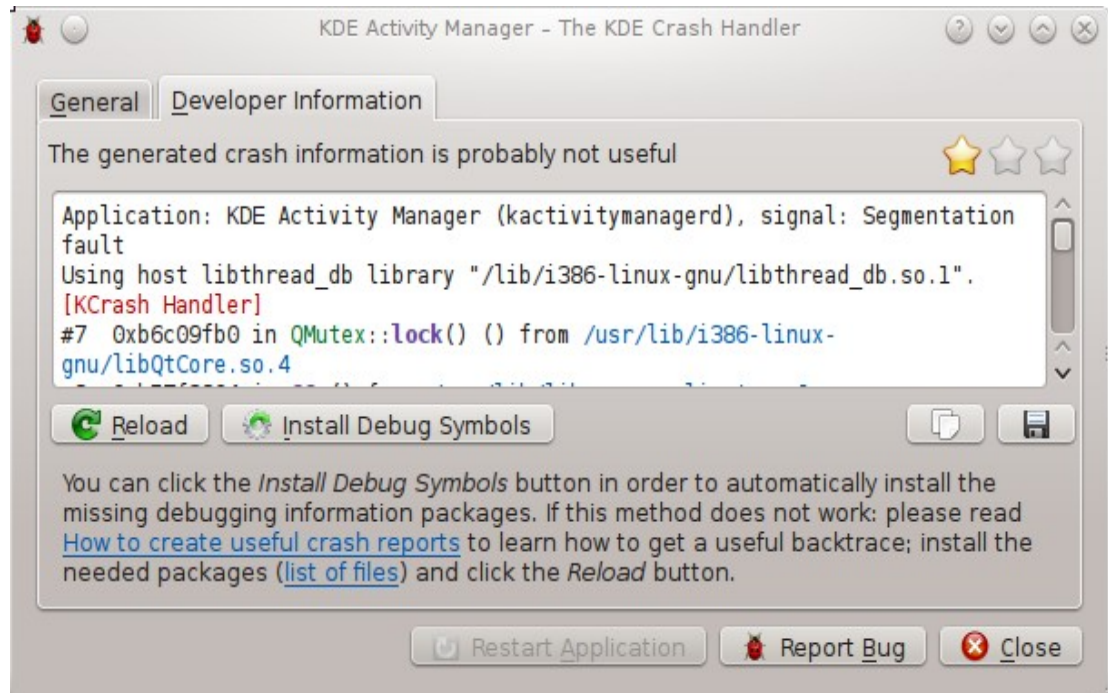 KDE Activity Manager – The KDE Crash Handler
General
Developer Information
The generated crash information is probably not useful
Application: KDE Activity Manager (kactivitymanagerd), signal: Segmentation
fault
Using host libthread_db library "/lib/i386-linux-gnu/libthread_db.so.1".
[KCrash Handler]
#7  0xb6c09fb0 in QMutex::lock() () from /usr/lib/i386-linux-
gnu/libQtCore.so.4
Reload
Install Debug Symbols
You can click the Install Debug Symbols button in order to automatically install the
missing debugging information packages. If this method does not work: please read
How to create useful crash reports to learn how to get a useful backtrace; install the
needed packages (list of files) and click the Reload button.
Restart Application
Report Bug
Close